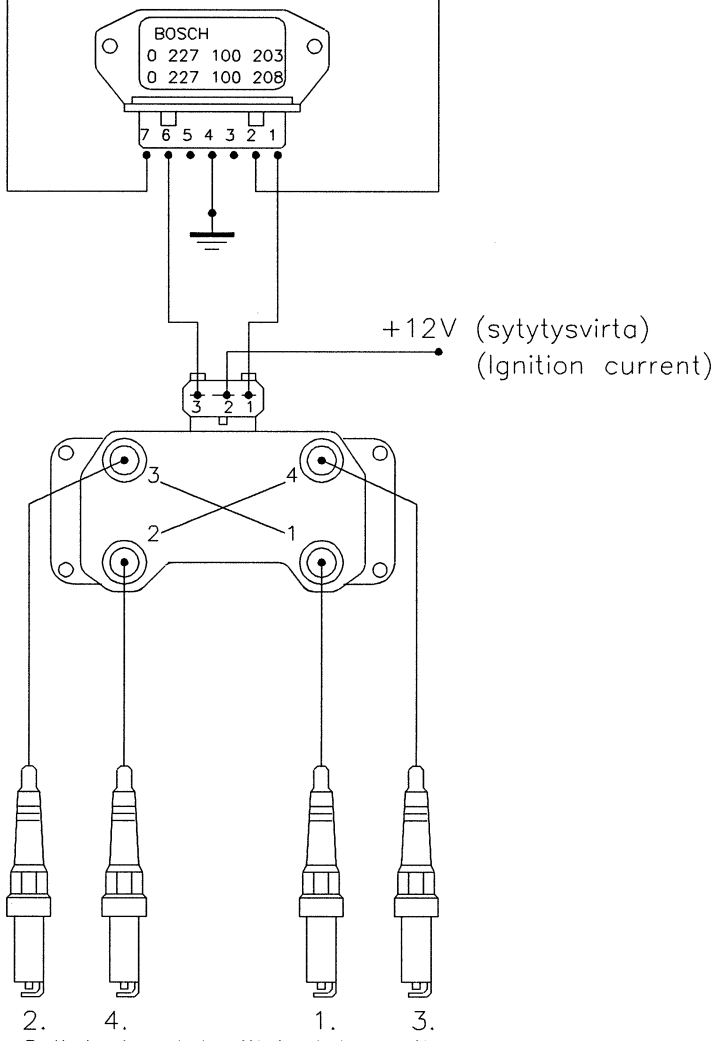 BOSCH
0 227 100 203
0 227 100 208
7 6 5 4 3 2 1
+12V (sytytysvirta)
(Ignition current)
3 2 1
3 4
2 1
2. 4. 1. 3.